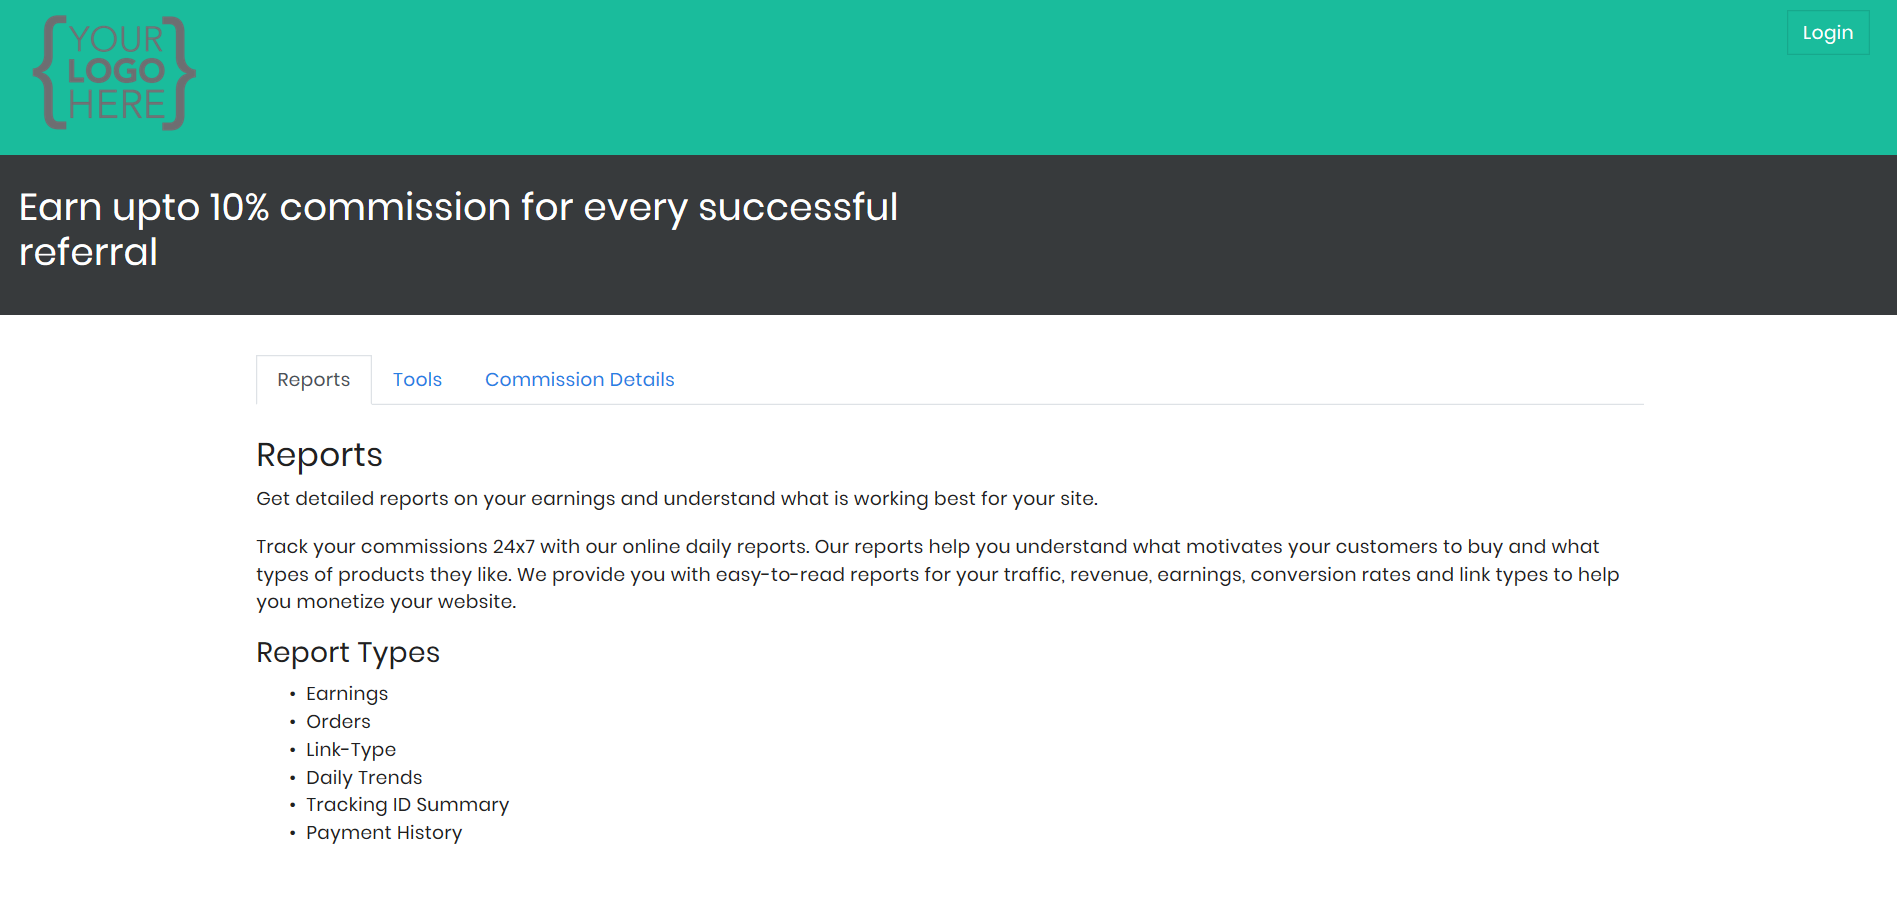 YOUR
LOGO
HERE
Login
Earn upto 10% commission for every successful
referral
Reports
Tools
Commission Details
Reports
Get detailed reports on your earnings and understand what is working best for your site.
Track your commissions 24x7 with our online daily reports. Our reports help you understand what motivates your customers to buy and what
types of products they like. We provide you with easy-to-read reports for your traffic, revenue, earnings, conversion rates and link types to help
you monetize your website.
Report Types
• Earnings
• Orders
• Link-Type
• Daily Trends
• Tracking ID Summary
• Payment History